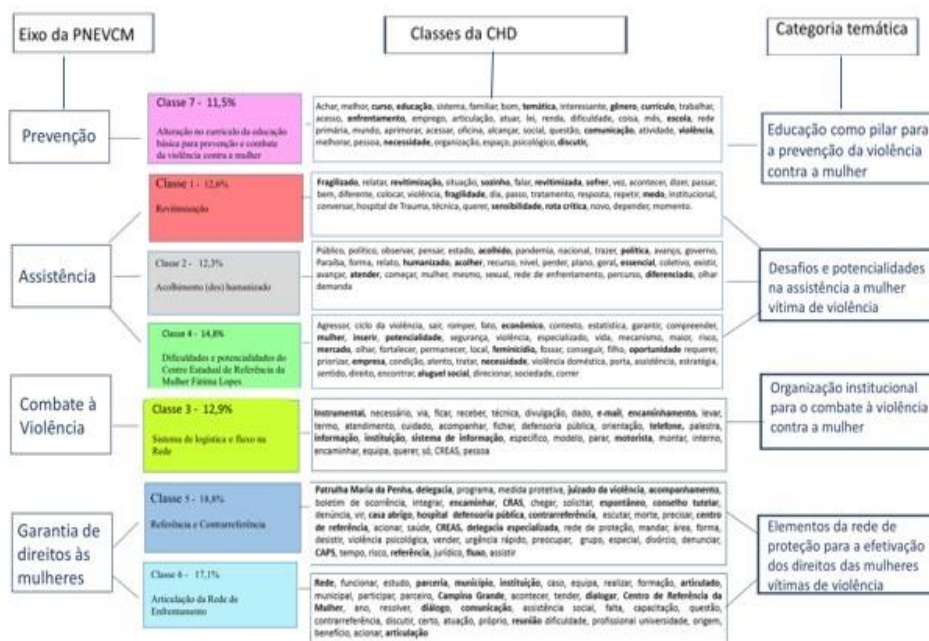 Eixo da PNEVCM
Classes da CHD
Categoria temática
Prevenção
Classe 7 - 11,5%
Alteração no currículo da educação
básica para prevenção e combate
da violência contra a mulher
Achar, melhor, curso, educação, sistema, familiar, bom, temática, interessante, gênero, currículo, trabalhar,
acesso, enfrentamento, emprego, articulação, atuar, lei, renda, dificuldade, coisa, mês, escola, rede
primária, mundo, aprimorar, acessar, oficina, alcançar, social, questão, comunicação, atividade, violência,
melhorar, pessoa, necessidade, organização, espaço, psicológico, discutir,
Educação como pilar para
a prevenção da violência
contra a mulher
Assistência
Classe 1 - 12,6%
Revitimização
Fragilizado, relatar, revitimização, situação, sozinho, falar, revitimizada, sofrer, vez, acontecer, dizer, passar,
bem, diferente, colocar, violência, fragilidade, dia, passo, tratamento, resposta, repetir, medo, institucional,
conversar, hospital de Trauma, técnica, querer, sensibilidade, rota crítica, novo, depender, momento.
Classe 2 - 12,3%
Acolhimento (des) humanizado
Público, político, observar, pensar, estado, acolhido, pandemia, nacional, trazer, política, avanço, governo,
Paraíba, forma, relato, humanizado, acolher, recurso, nível, perder, plano, geral, essencial, coletivo, existir,
avançar, atender, começar, mulher, mesmo, sexual, rede de enfrentamento, percurso, diferenciado, olhar
demanda
Classe 4 - 14,8%
Dificuldades e potencialidades do
Centro Estadual de Referência da
Mulher Fátima Lopes
Agressor, ciclo da violência, sair, romper, fato, econômico, contexto, estatística, garantir, compreender,
mulher, inserir, potencialidade, segurança, violência, especializado, vida, mecanismo, maior, risco,
mercado, olhar, fortalecer, permanecer, local, feminicídio, fossar, conseguir, filho, oportunidade requerer,
priorizar, empresa, condição, atento, tratar, necessidade, violência doméstica, porta, assistência, estratégia,
sentido, direito, encontrar, aluguel social, direcionar, sociedade, correr
Desafios e potencialidades
na assistência a mulher
vítima de violência
Combate à
Violência
Classe 3 - 12,9%
Sistema de logística e fluxo na
Rede
Instrumental, necessário, via, ficar, receber, técnica, divulgação, dado, e-mail, encaminhamento, levar,
termo, atendimento, cuidado, acompanhar, fichar, defensoria pública, orientação, telefone, palestra,
informação, instituição, sistema de informação, específico, modelo, parar, motorista, montar, interno,
encaminhar, equipa, querer, só, CREAS, pessoa
Organização institucional
para o combate à violência
contra a mulher
Garantia de
direitos às
mulheres
Classe 5 - 18,8%
Referência e Contrarreferência
Patrulha Maria da Penha, delegacia, programa, medida protetiva, juizado da violência, acompanhamento,
boletim de ocorrência, integrar, encaminhar, CRAS, chegar, solicitar, espontâneo, conselho tutelar,
denúncia, vir, casa abrigo, hospital defensoria pública, contrarreferência, escutar, morte, precisar, centro
de referência, acionar, saúde, CREAS, delegacia especializada, rede de proteção, mandar, área, forma,
desistir, violência psicológica, vender, urgência rápido, preocupar, grupo, especial, divórcio, denunciar,
CAPS, tempo, risco, referência, jurídico, fluxo, assistir
Classe 6 - 17,1%
Articulação da Rede de
Enfrentamento
Rede, funcionar, estudo, parceria, município, instituição, caso, equipa, realizar, formação, articulado,
municipal, participar, parceiro, Campina Grande, acontecer, tender, dialogar, Centro de Referência da
Mulher, ano, resolver, diálogo, comunicação, assistência social, falta, capacitação, questão,
contrarreferência, discutir, certo, atuação, próprio, reunião dificuldade, profissional universidade, origem,
benefício, acionar, articulação
Elementos da rede de
proteção para a efetivação
dos direitos das mulheres
vítimas de violência